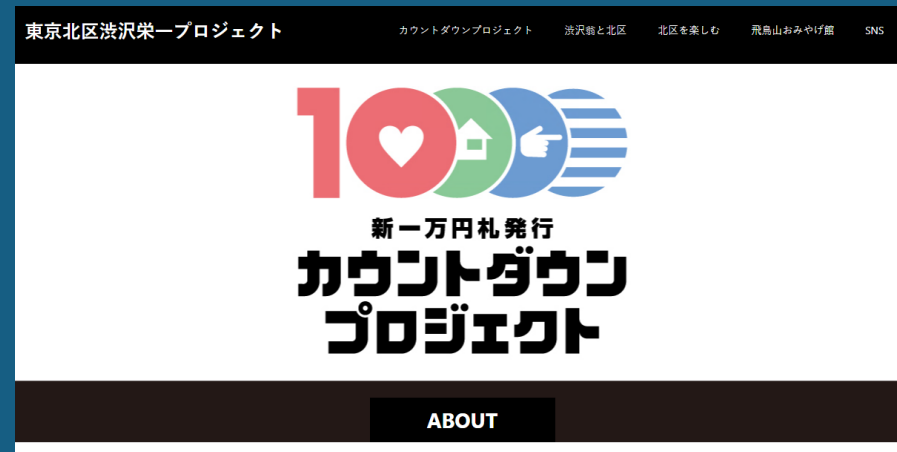 東京北区渋沢栄一プロジェクト
カウントダウンプロジェクト 渋沢翁と北区 北区を楽しむ 飛鳥山おみやげ館 SNS
10000
新一万円札発行
カウントダウン
プロジェクト
ABOUT